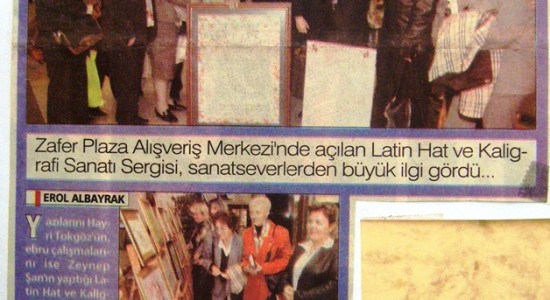 Zafer Plaza Alışveriş Merkezi'nde açılan Latin Hat ve Kalig-
rafi Sanatı Sergisi, sanatseverlerden büyük ilgi gördü...
EROL ALBAYRAK
Yazılarını Hay-
ri Tokgöz'ün,
ebru çalışmaları-
nı ise Zeynep
Şan'ın yaptığı La-
tin Hat ve Kalig-